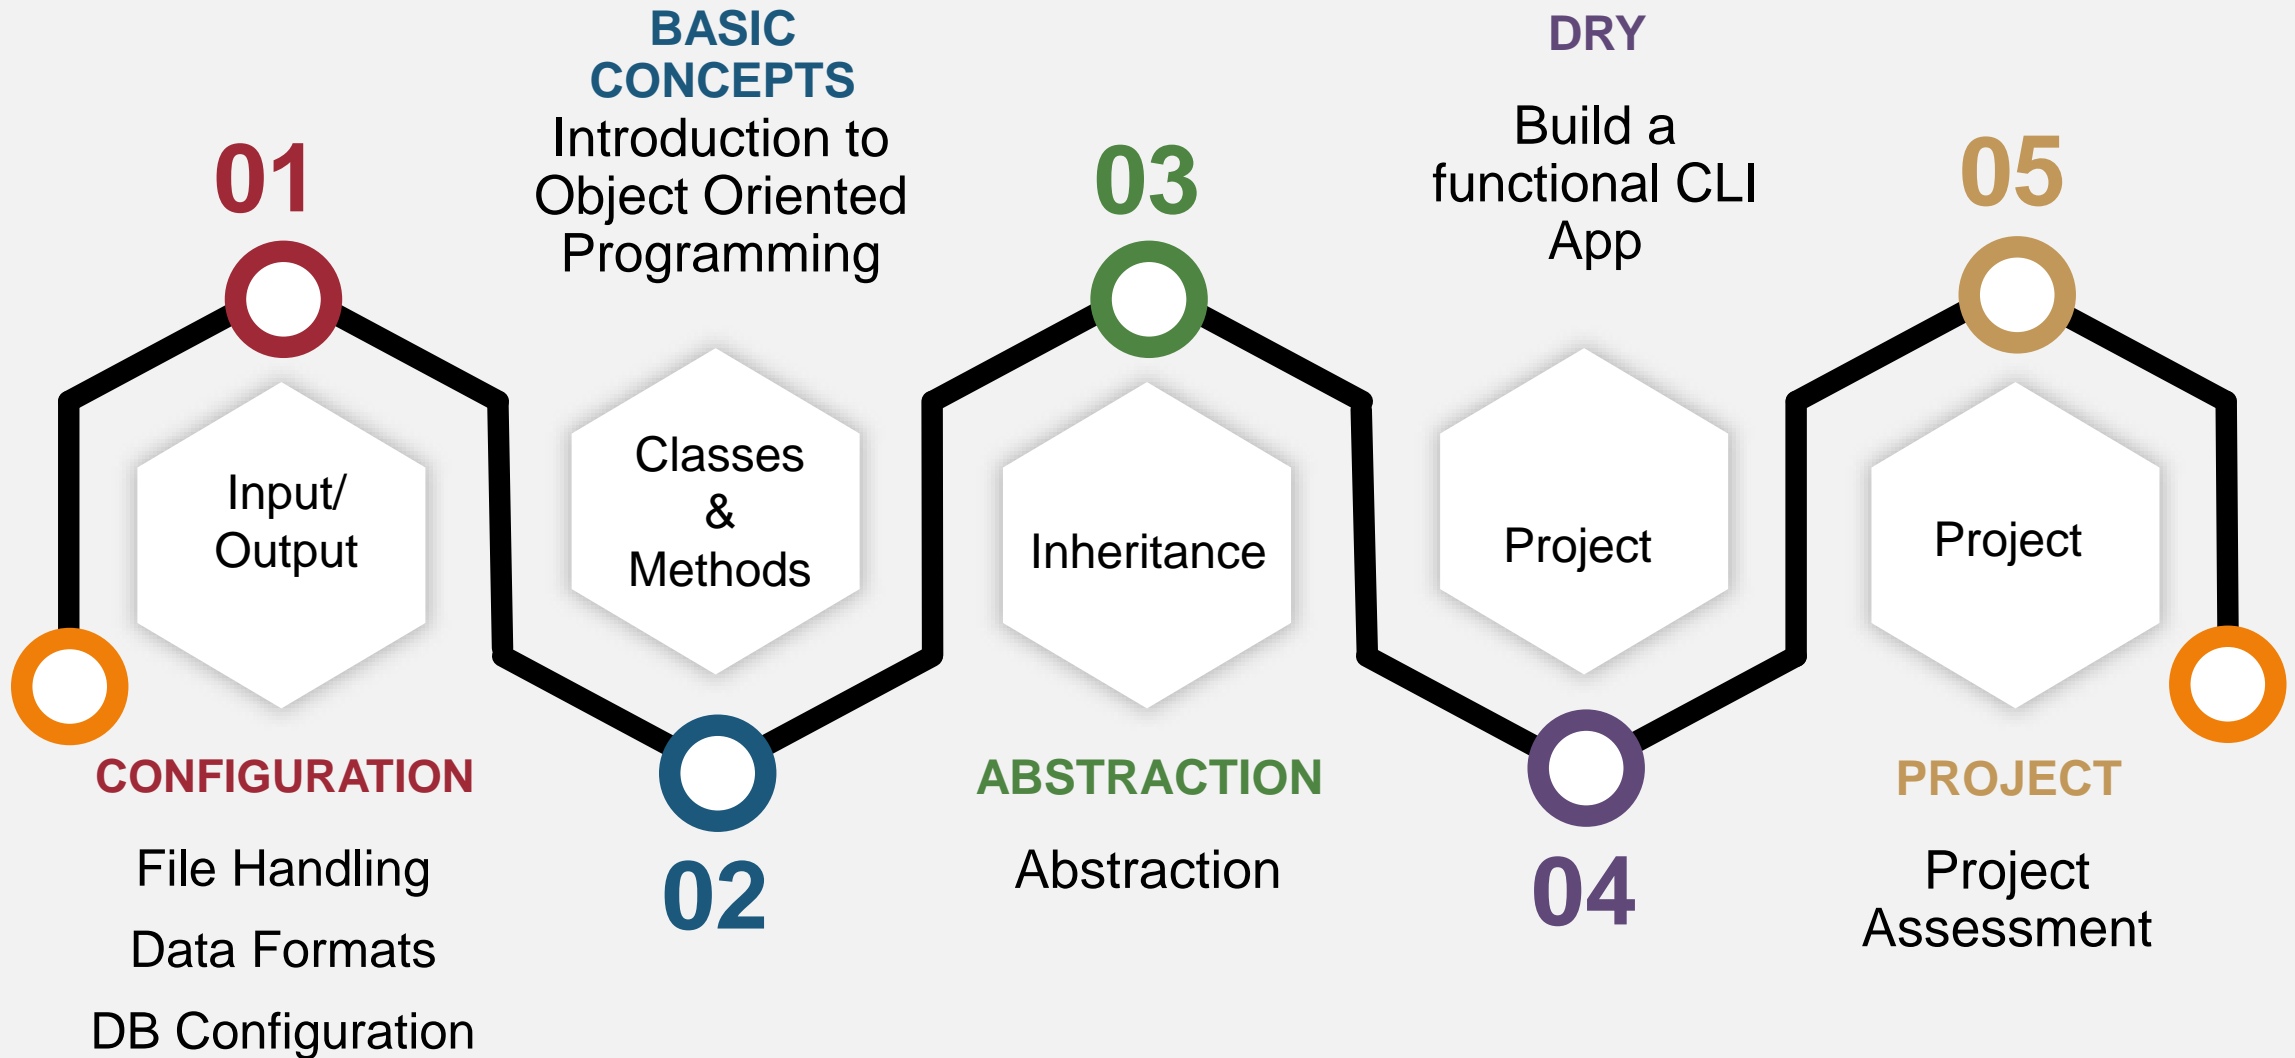 01
Input/
Output
CONFIGURATION
File Handling
Data Formats
DB Configuration
BASIC
CONCEPTS
Introduction to
Object Oriented
Programming
Classes
&
Methods
02
03
Inheritance
ABSTRACTION
Abstraction
DRY
Build a
functional CLI
App
Project
04
05
Project
PROJECT
Project
Assessment